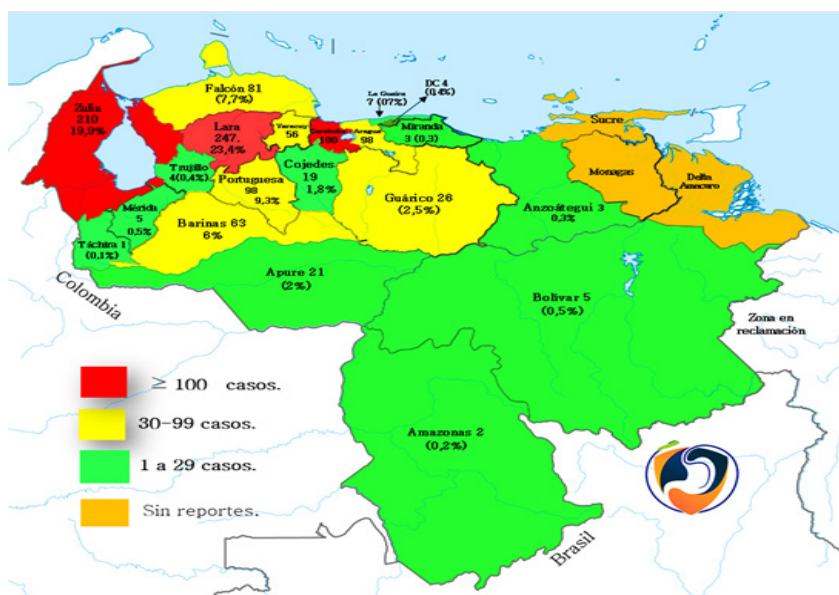 Falcón 81
(7,7%)
La Gueira
7 (07%)
DC 4
(0,4%)
Zulia
210
19,9%
Lara
247.
23,4%
Yaracuy
56
Carabobo
100
Aragua
98
Miranda
3 (0,3)
Sucre
Trujillo
4(0,4%)
Portuguesa
98
9,3%
Cojedes
19
1,8%
Guárico 26
(2,5%)
Monagas
Delta
Amacuro
Mérida
5
0,5%
Barinas 63
6%
Anzoátegui 3
0,3%
Táchira 1
(0,1%)
Apure 21
(2%)
Colombia
Bolivar 5
(0,5%)
Zona en
reclamación
≥ 100 casos.
30-99 casos.
1 a 29 casos.
Sin reportes.
Amazonas 2
(0,2%)
Brasil